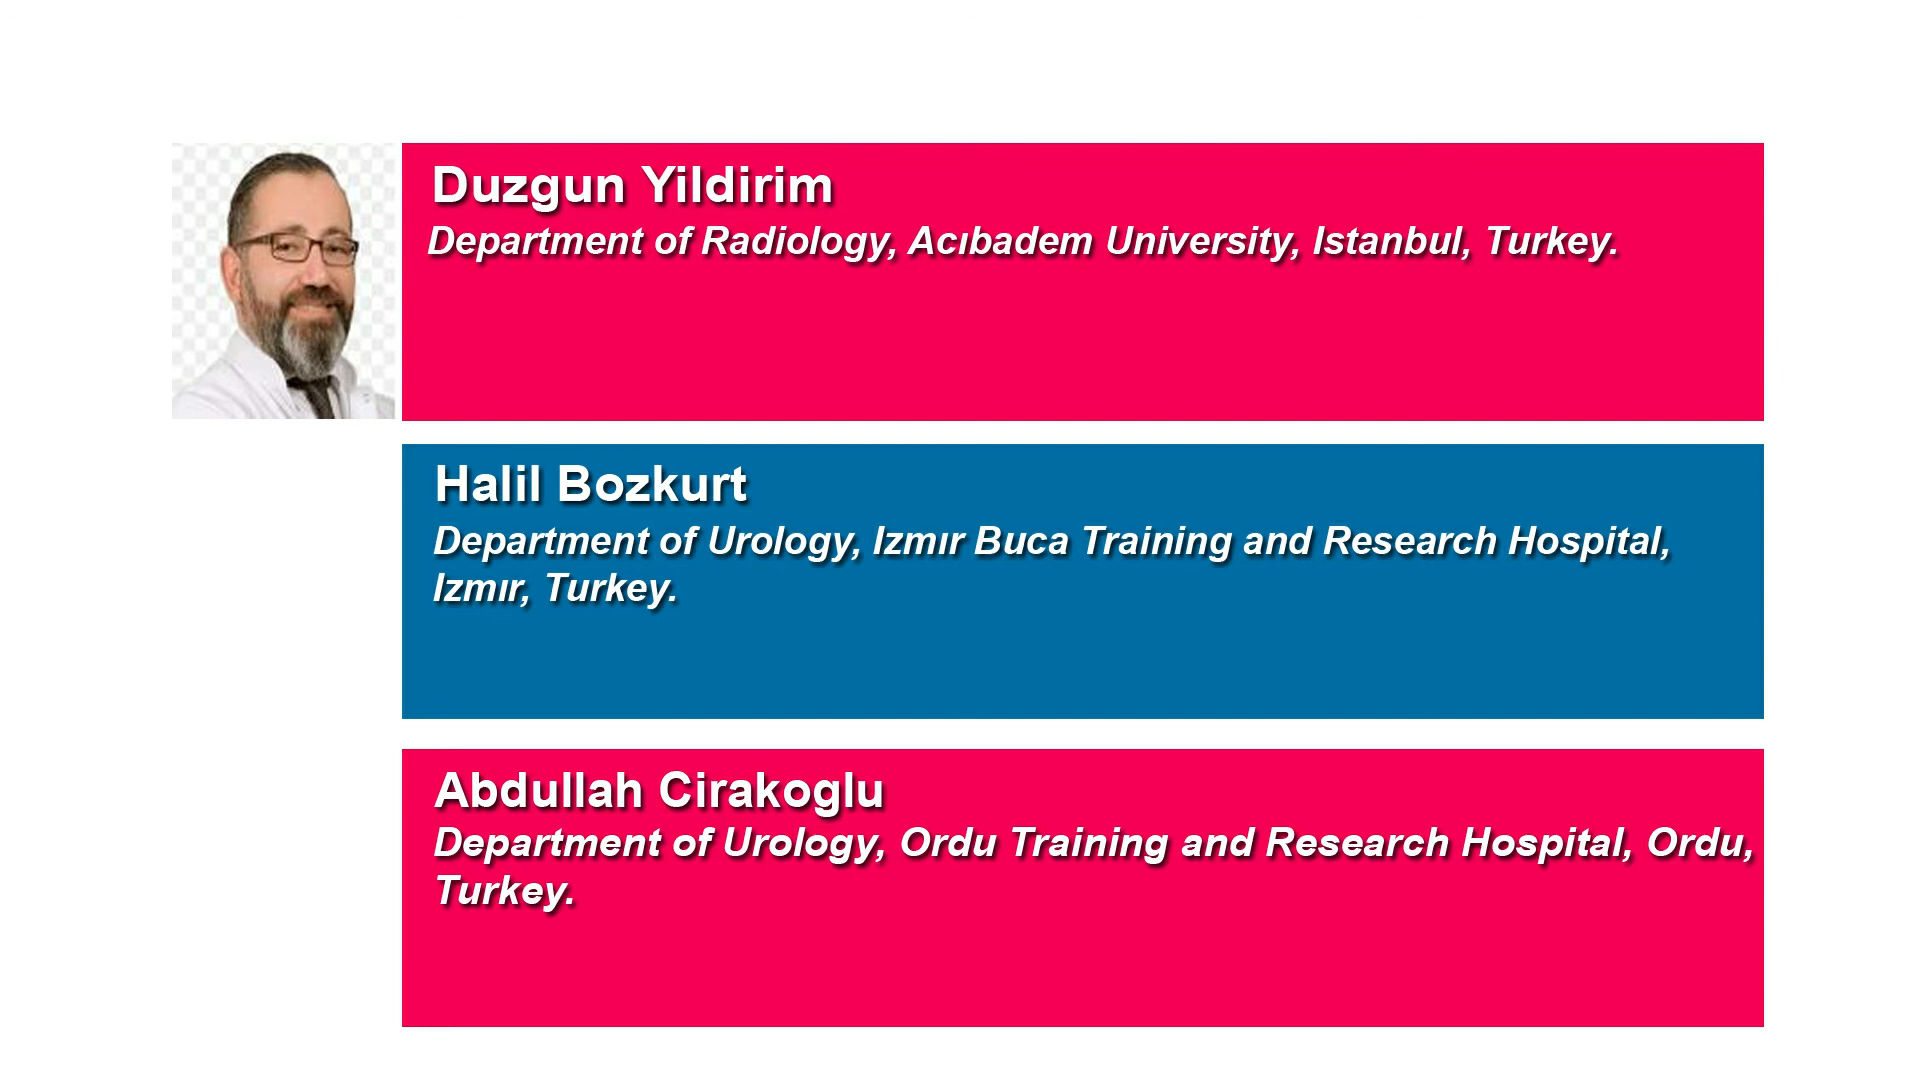 Duzgun Yildirim
Department of Radiology, Acıbadem University, Istanbul, Turkey.
Halil Bozkurt
Department of Urology, Izmır Buca Training and Research Hospital,
Izmır, Turkey.
Abdullah Cirakoglu
Department of Urology, Ordu Training and Research Hospital, Ordu,
Turkey.